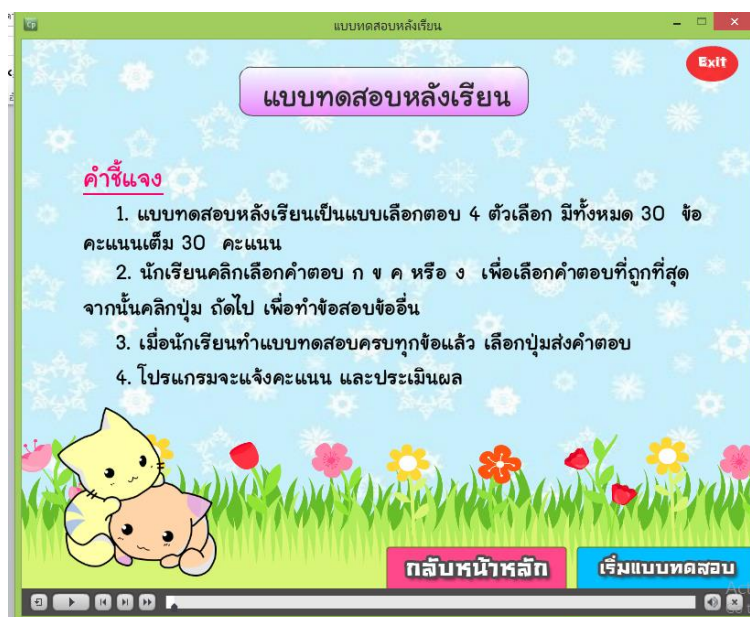 แบบทดสอบหลังเรียน
Exit
แบบทดสอบหลังเรียน
คำชี้แจง
1. แบบทดสอบหลังเรียนเป็นแบบเลือกตอบ 4 ตัวเลือก มีทั้งหมด 30 ข้อ
คะแนนเต็ม 30 คะแนน
2. นักเรียนคลิกเลือกคำตอบ ก ข ค หรือ ง เพื่อเลือกคำตอบที่ถูกที่สุด
จากนั้นคลิกปุ่ม ถัดไป เพื่อทำข้อสอบข้ออื่น
3. เมื่อนักเรียนทำแบบทดสอบครบทุกข้อแล้ว เลือกปุ่มส่งคำตอบ
4. โปรแกรมจะแจ้งคะแนน และประเมินผล
กลับหน้าหลัก
เริ่มแบบทดสอบ